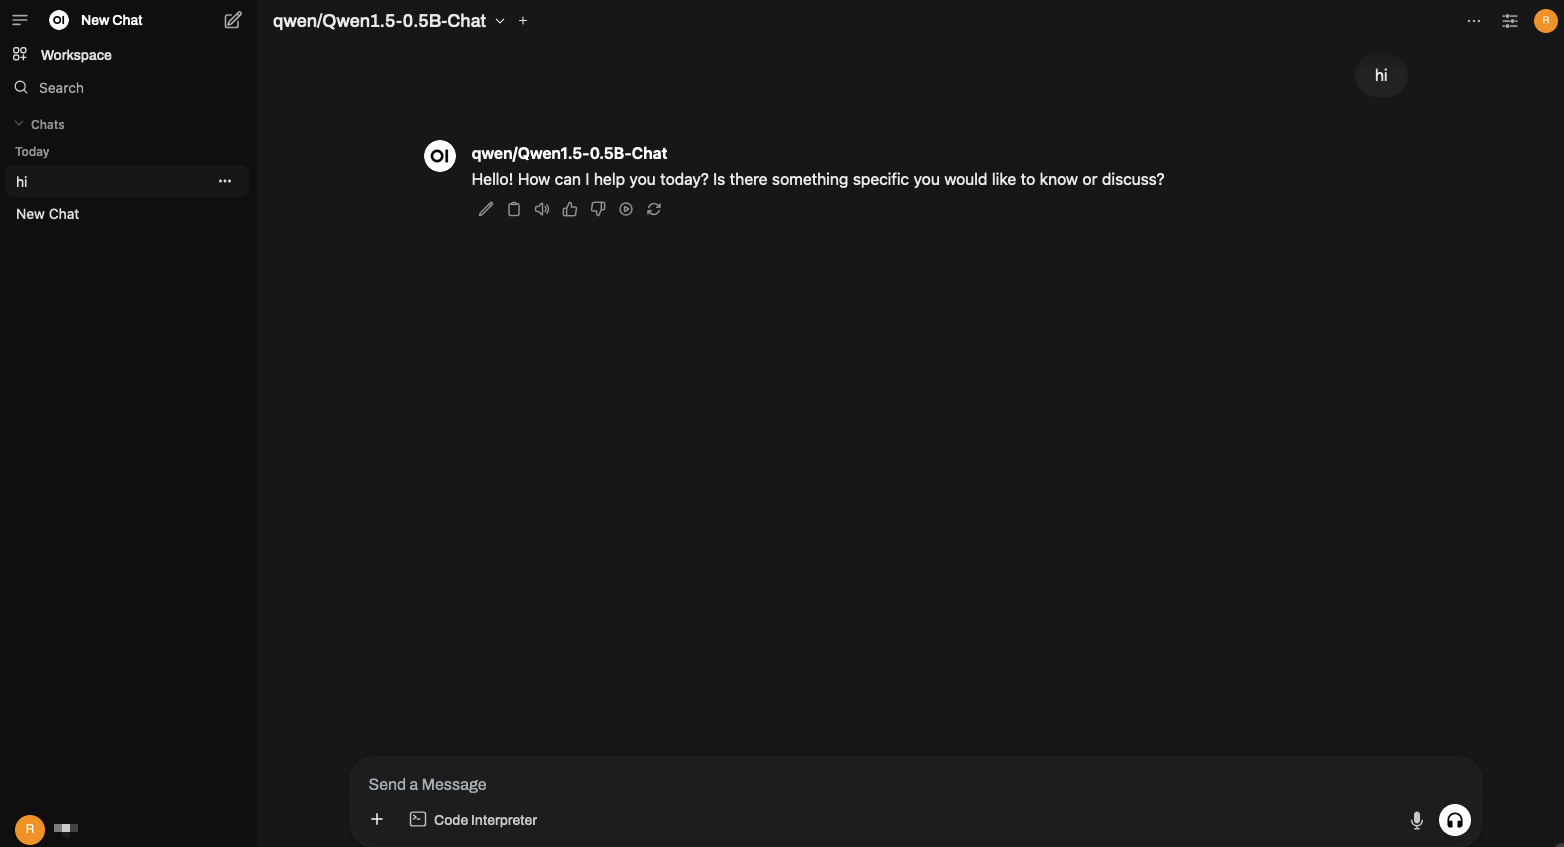 OI New Chat
Workspace
Search
Chats
Today
hi
New Chat
R
qwen/Qwen1.5-0.5B-Chat
R
hi
OI qwen/Qwen1.5-0.5B-Chat
Hello! How can I help you today? Is there something specific you would like to know or discuss?
Send a Message
Code Interpreter